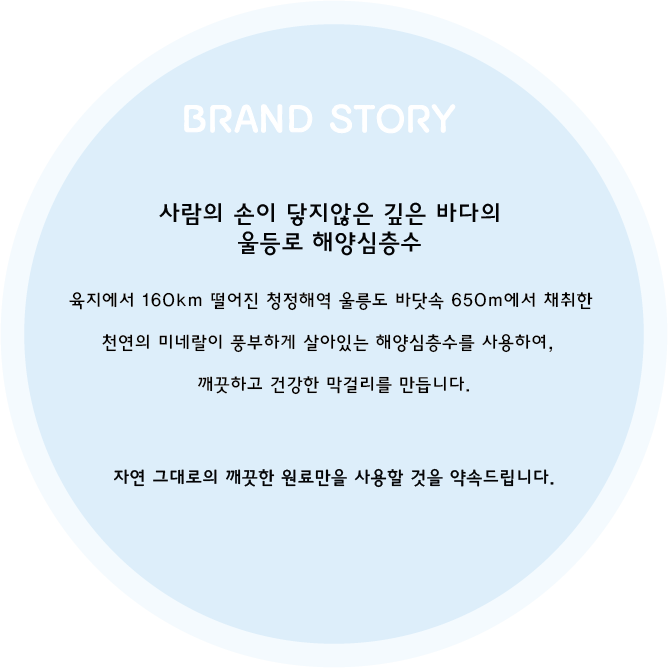 BRAND STORY
사람의 손이 닿지않은 깊은 바다의
울등로 해양심층수
육지에서 160km 떨어진 청정해역 울릉도 바닷속 650m에서 채취한
천연의 미네랄이 풍부하게 살아있는 해양심층수를 사용하여,
깨끗하고 건강한 막걸리를 만듭니다.
자연 그대로의 깨끗한 원료만을 사용할 것을 약속드립니다.